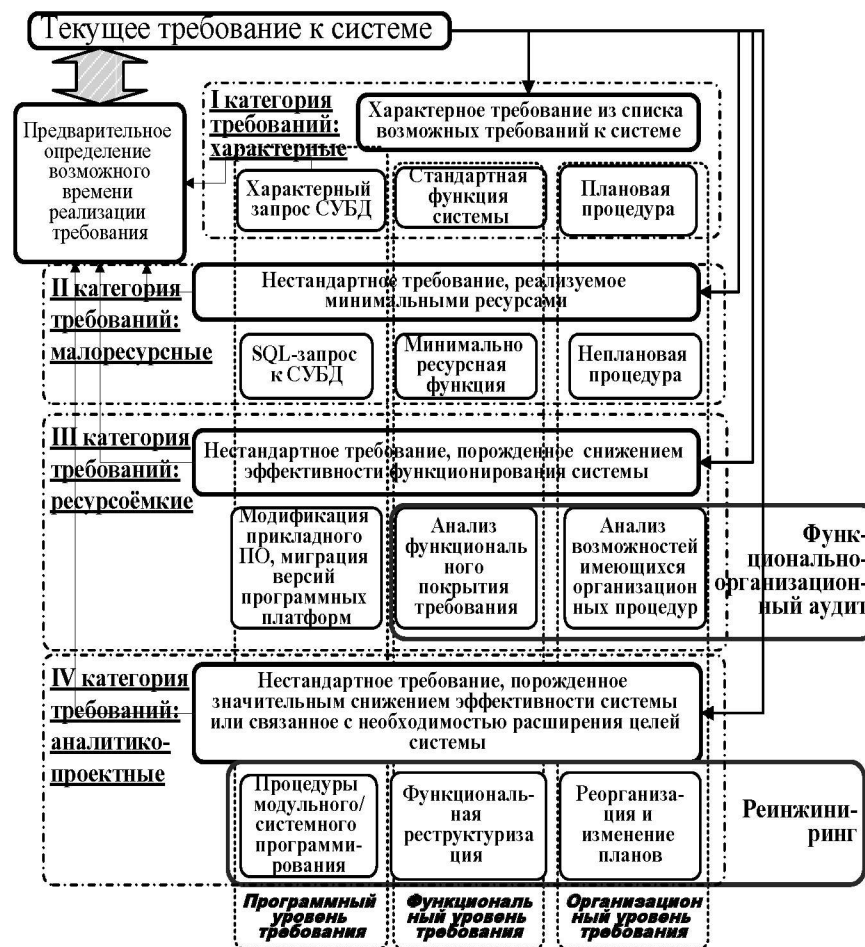 Текущее требование к системе
I категория
требований:
характерные
Характерное требование из списка
возможных требований к системе
Предварительное
определение
возможного
времени
реализации
требования
Характерный
запрос СУБД
Стандартная
функция
системы
Плановая
процедура
II категория
требований:
малоресурсные
Нестандартное требование, реализуемое
минимальными ресурсами
SQL-запрос
к СУБД
Минимально
ресурсная
функция
Неплановая
процедура
III категория
требований:
ресурсоёмкие
Нестандартное требование, порожденное снижением
эффективности функционирования системы
Модификация
прикладного
ПО, миграция
версий
программных
платформ
Анализ
функциональ
ного
покрытия
требования
Анализ
возможностей
имеющихся
организацион
ных процедур
Функ-
ционально-
организацион-
ный аудит
IV категория
требований:
аналитико-
проектные
Нестандартное требование, порожденное
значительным снижением эффективности системы
или связанное с необходимостью расширения целей
системы
Процедуры
модульного/
системного
программи-
рования
Функциональ-
ная
реструктуриза
ция
Реорганиза-
ция и
изменение
планов
Реинжини-
ринг
Программный
уровень
требования
Функциональ
ный уровень
требования
Организацион
ный уровень
требования